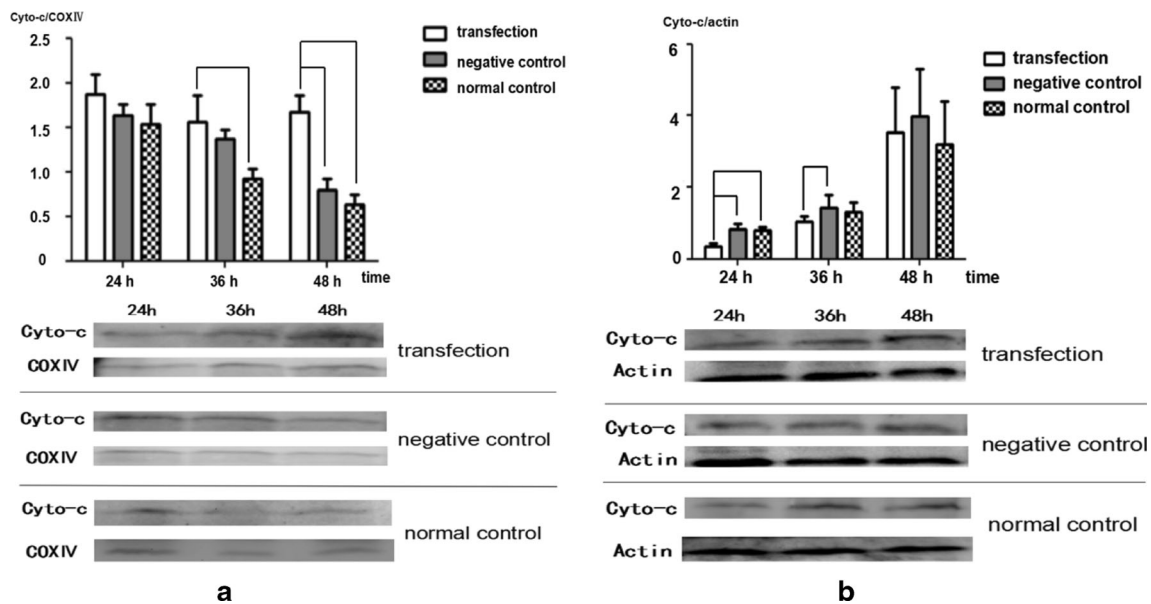 Cyto-c/COXⅣ
2.5
2.0
1.5
1.0
0.5
0
24 h
36 h
48 h
time
transfection
negative control
normal control
24h
36h
48h
Cyto-c
COXⅣ
transfection
Cyto-c
COXⅣ
negative control
Cyto-c
COXⅣ
normal control
a
Cyto-c/actin
6
4
2
0
24 h
36 h
48 h
time
transfection
negative control
normal control
24h
36h
48h
Cyto-c
Actin
transfection
Cyto-c
Actin
negative control
Cyto-c
Actin
normal control
b